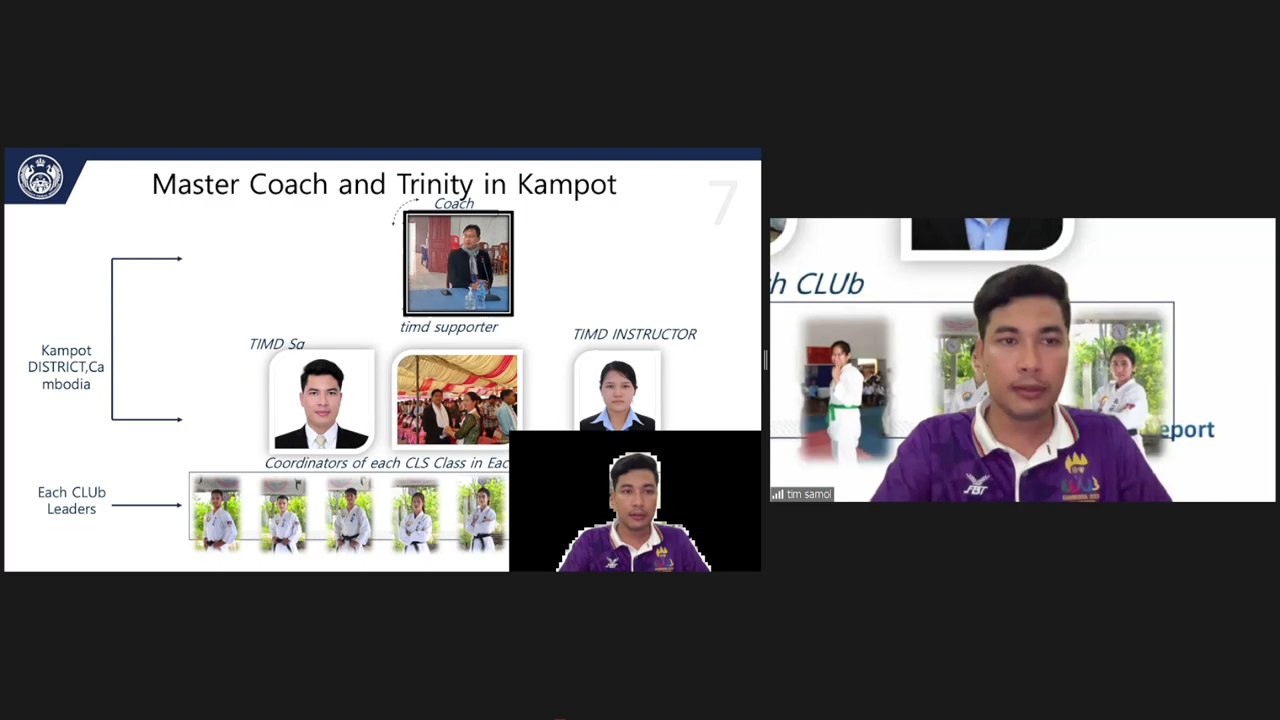 Master Coach and Trinity in Kampot
7
Coach
timd supporter
TIMD INSTRUCTOR
TIMD Sa
Kampot
DISTRICT,Ca
mbodia
Coordinators of each CLS Class in Eac
Each CLUb
Leaders
h CLUb
eport
FBT
tim samol